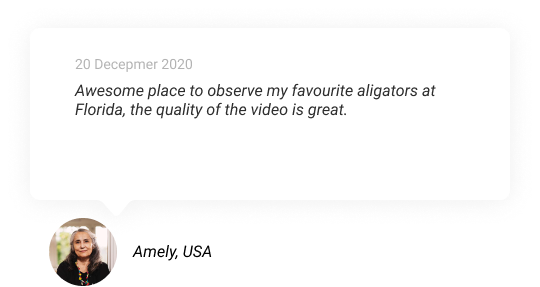 20 Decepmer 2020
Awesome place to observe my favourite aligators at
Florida, the quality of the video is great.
Amely, USA